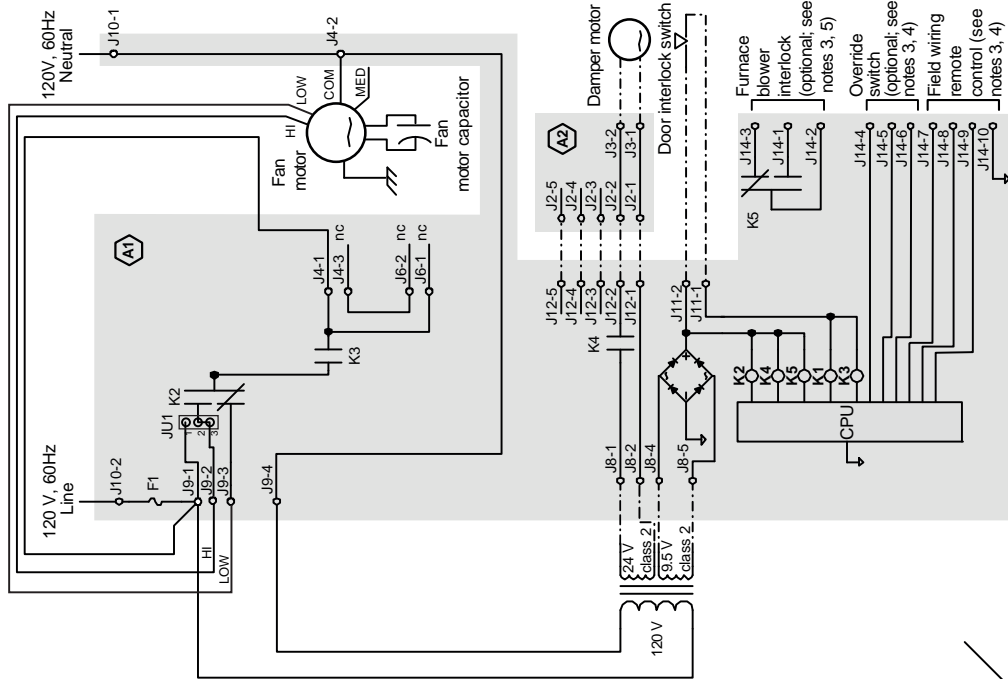 120 V, 60Hz
Line
J10-2
F1
J9-1
J9-2
J9-3
J9-4
HI
LOW
JU1
1
2
3
K2
K3
A1
J4-1
J4-3
nc
J6-2
nc
J6-1
120V, 60Hz
Neutral
J10-1
J4-2
LOW
HI
COM
MED
Fan
motor
Fan
motor capacitor
120 V
24 V
class 2
9.5 V
class 2
J8-1
J8-2
J8-4
J8-5
K4
J12-5
J12-4
J12-3
J12-2
J12-1
A2
J2-5
J2-4
J2-3
J2-2
J2-1
J3-2
J3-1
Damper motor
Door interlock switch
J11-2
J11-1
K2
K4
K5
K1
K3
CPU
K5
J14-3
J14-1
J14-2
Furnace
blower
interlock
(optional; see
notes 3, 5)
J14-4
J14-5
J14-6
J14-7
J14-8
J14-9
J14-10
Override
switch
(optional; see
notes 3, 4)
Field wiring
remote
control (see
notes 3, 4)